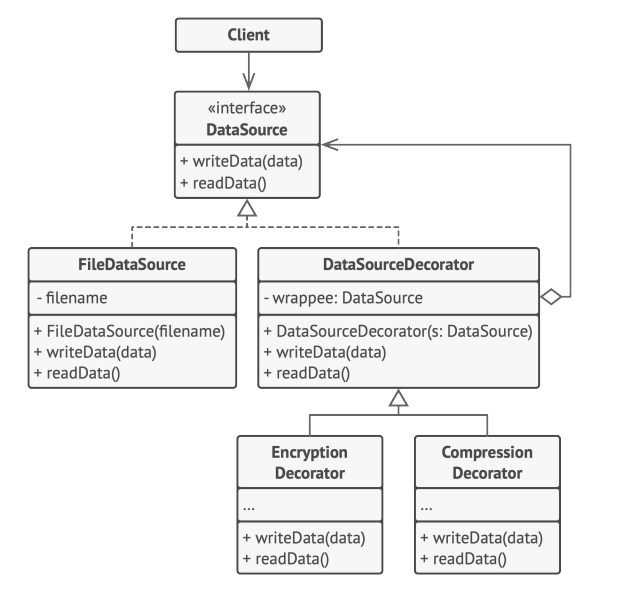 Client
«interface»
DataSource
+ writeData(data)
+ readData()
FileDataSource
- filename
+ FileDataSource(filename)
+ writeData(data)
+ readData()
DataSourceDecorator
- wrappee: DataSource
+ DataSourceDecorator(s: DataSource)
+ writeData(data)
+ readData()
Encryption
Decorator
...
+ writeData(data)
+ readData()
Compression
Decorator
...
+ writeData(data)
+ readData()